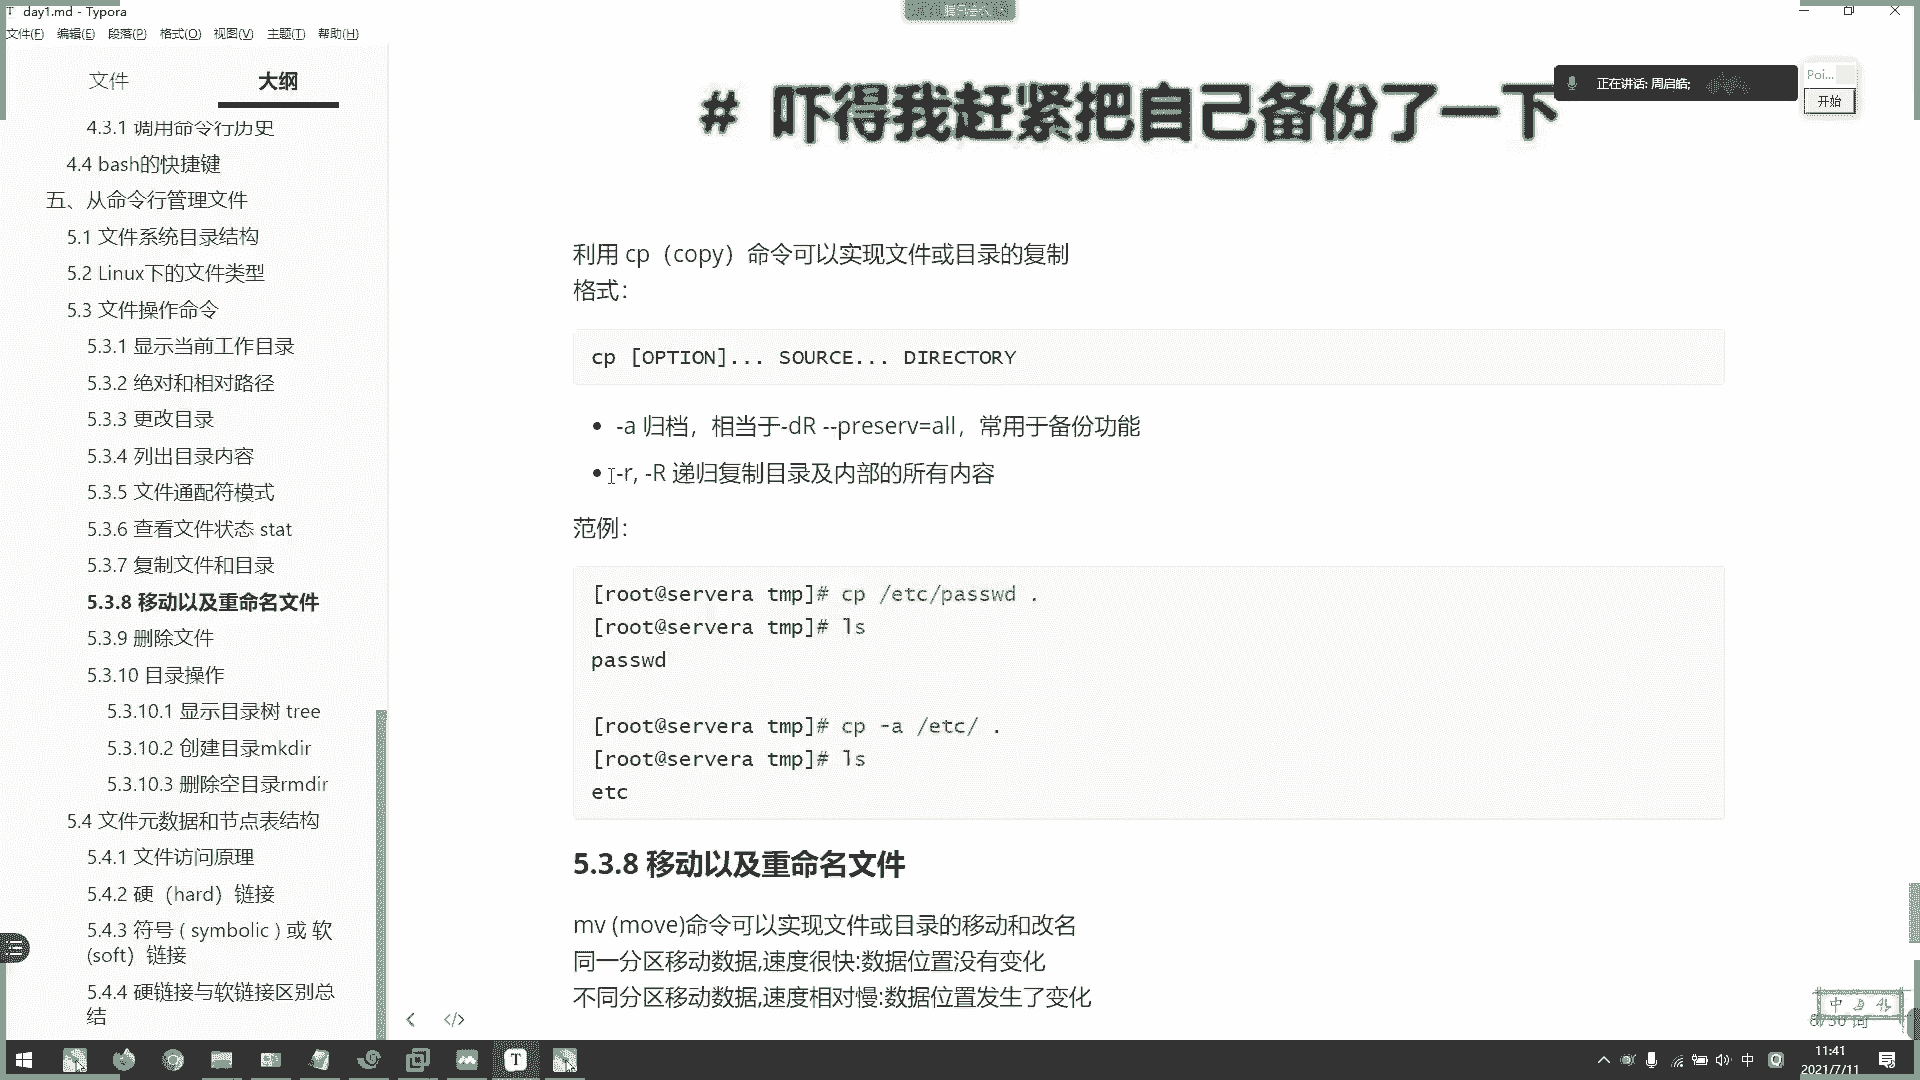 day1.md - Typora
文件(F) 编辑(E) 段落(P) 格式(O) 视图(V) 主题(T) 帮助(H)
文件 大纲
4.3.1 调用命令行历史
4.4 bash的快捷键
五、从命令行管理文件
5.1 文件系统目录结构
5.2 Linux下的文件类型
5.3 文件操作命令
5.3.1 显示当前工作目录
5.3.2 绝对和相对路径
5.3.3 更改目录
5.3.4 列出目录内容
5.3.5 文件通配符模式
5.3.6 查看文件状态 stat
5.3.7 复制文件和目录
5.3.8 移动以及重命名文件
5.3.9 删除文件
5.3.10 目录操作
5.3.10.1 显示目录树 tree
5.3.10.2 创建目录mkdir
5.3.10.3 删除空目录rmdir
5.4 文件元数据和节点表结构
5.4.1 文件访问原理
5.4.2 硬（hard）链接
5.4.3 符号 ( symbolic ) 或 软
(soft）链接
5.4.4 硬链接与软链接区别总
结
# 吓得我赶紧把自己备份了一下
正在讲话: 周启皓;
Poi...
开始
利用 cp（copy）命令可以实现文件或目录的复制
格式：
cp [OPTION]... SOURCE... DIRECTORY
-a 归档，相当于-dR --preserv=all，常用于备份功能
-r, -R 递归复制目录及内部的所有内容
范例：
[root@servera tmp]# cp /etc/passwd .
[root@servera tmp]# ls
passwd
[root@servera tmp]# cp -a /etc/ .
[root@servera tmp]# ls
etc
5.3.8 移动以及重命名文件
mv (move)命令可以实现文件或目录的移动和改名
同一分区移动数据,速度很快:数据位置没有变化
不同分区移动数据,速度相对慢:数据位置发生了变化
中
11:41
2021/7/11